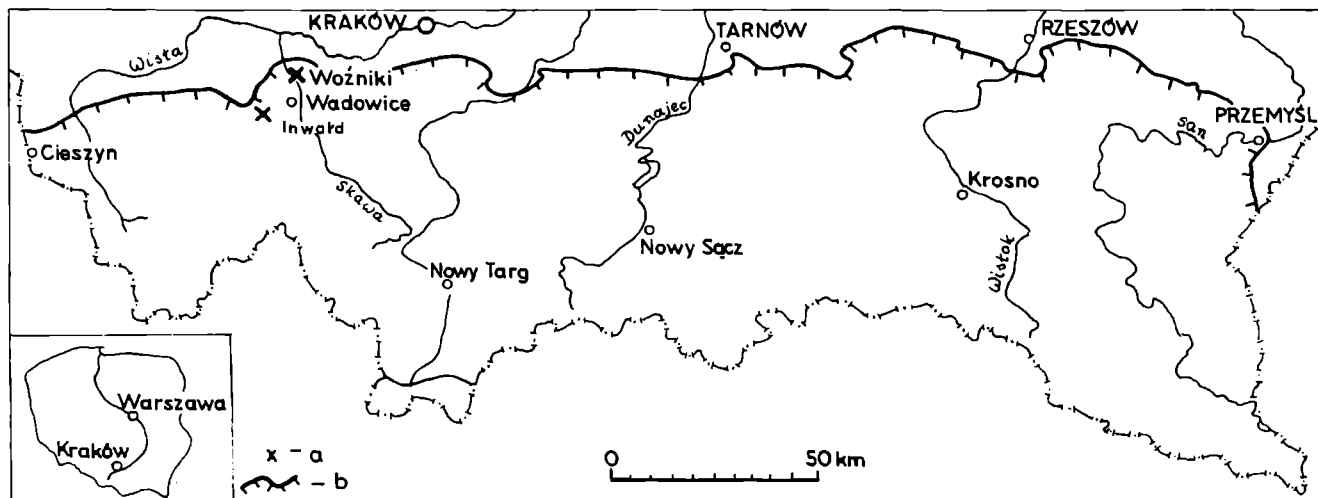 KRAKÓW
TARNÓW
RZESZÓW
Wisła
Woźniki
Wadowice
Inwałd
Cieszyn
Skawa
Dunajec
PRZEMYŚL
San
Krosno
Nowy Sącz
Nowy Targ
Wisłok
Warszawa
Kraków
x - a
- b
0 50 km